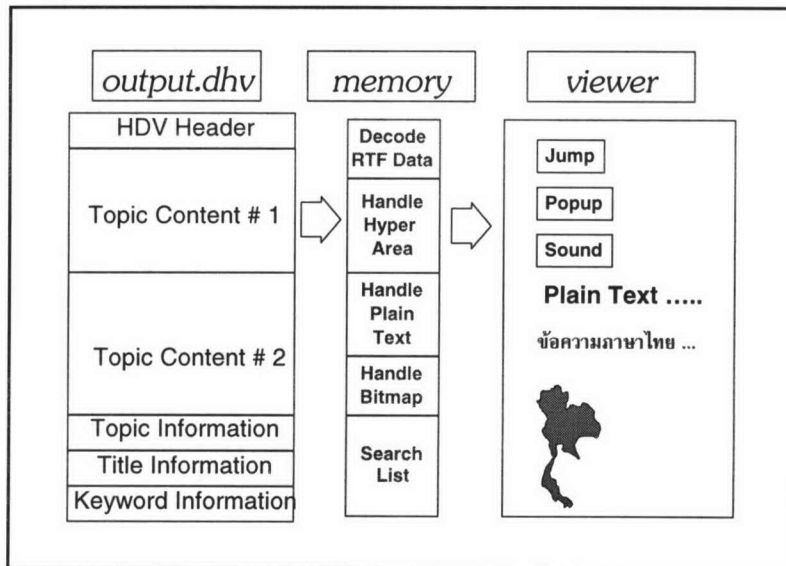 output.dhv
memory
viewer
HDV Header
Topic Content # 1
Topic Content # 2
Topic Information
Title Information
Keyword Information
Decode
RTF Data
Handle
Hyper
Area
Handle
Plain
Text
Handle
Bitmap
Search
List
Jump
Popup
Sound
Plain Text .....
ข้อความภาษาไทย ...